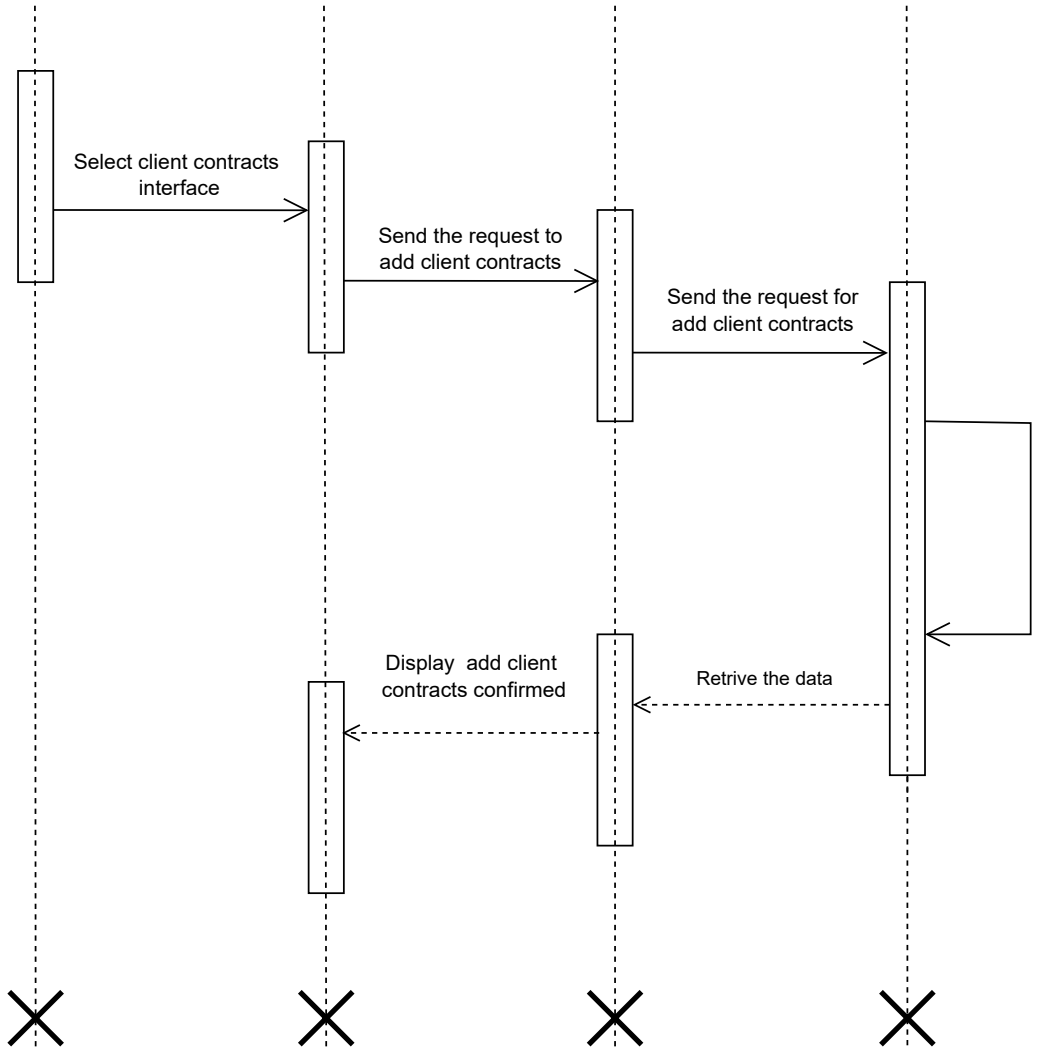 Select client contracts
interface
Send the request to
add client contracts
Send the request for
add client contracts
Display  add client
contracts confirmed
Retrive the data